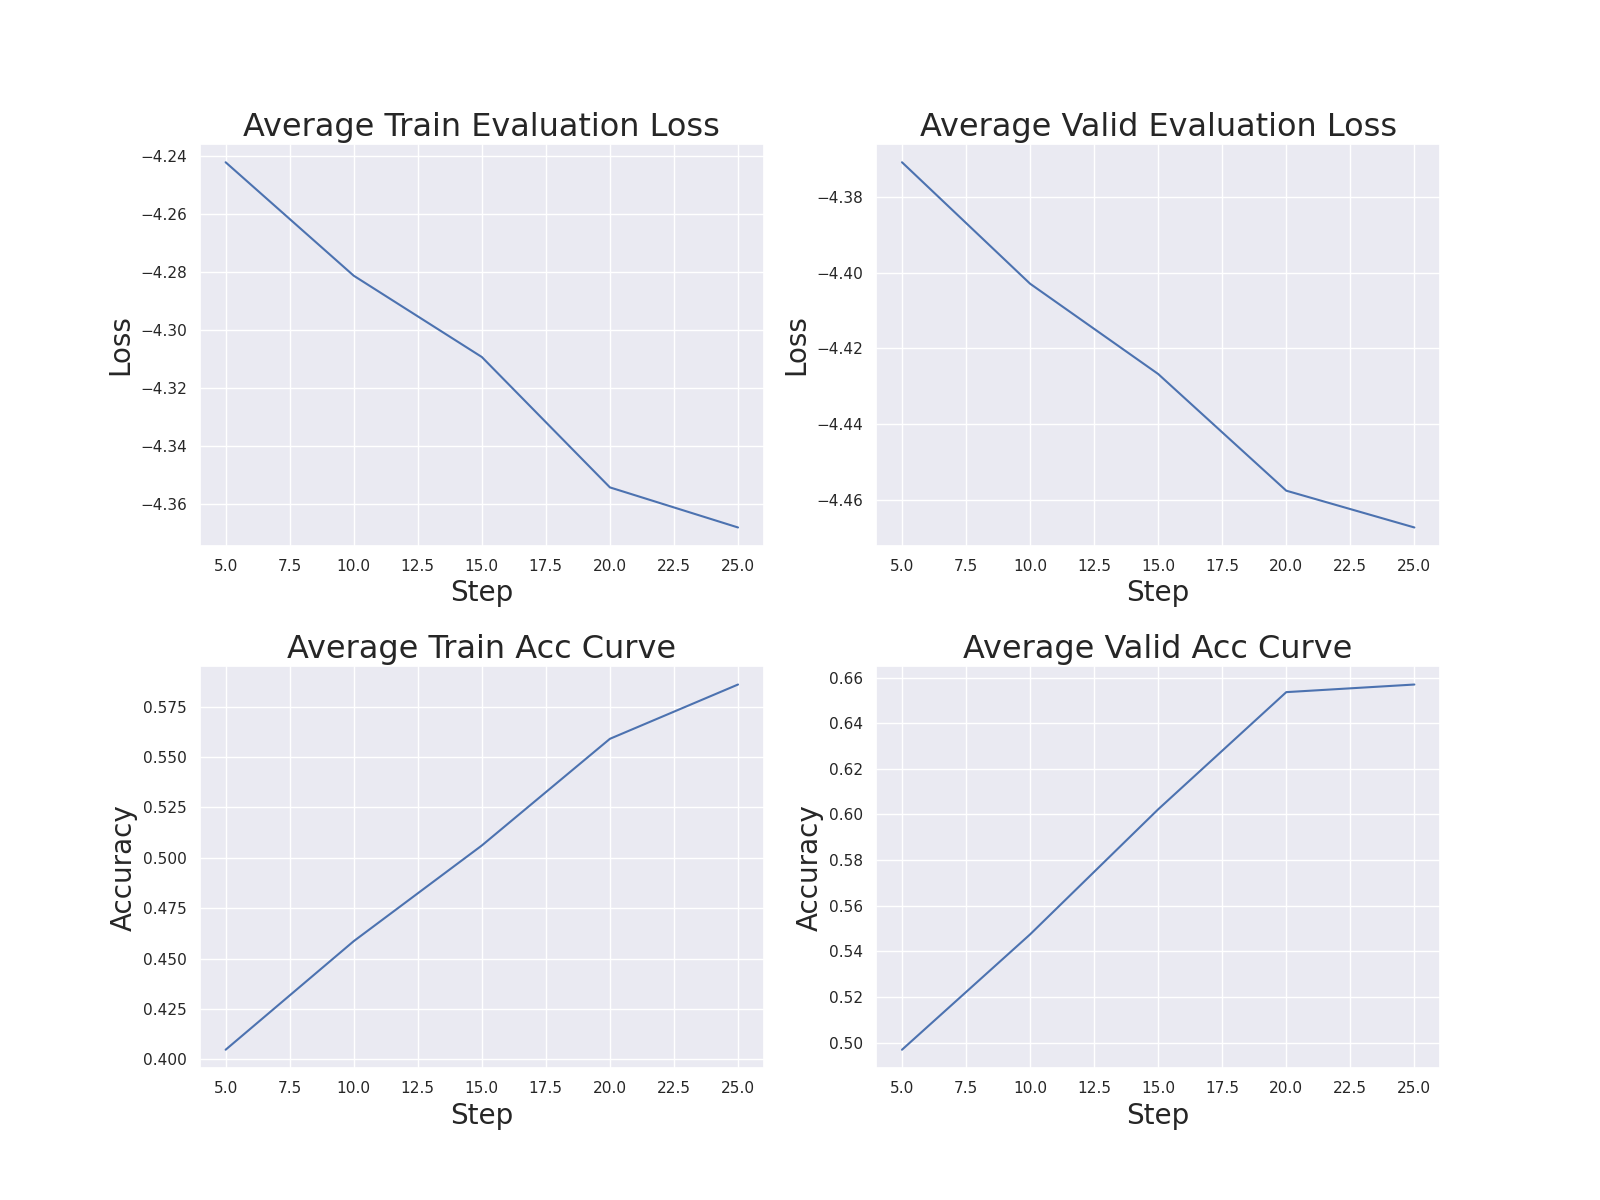 Average Train Evaluation Loss
−4.24
−4.26
−4.28
−4.30
−4.32
−4.34
−4.36
Loss
5.0 7.5 10.0 12.5 15.0 17.5 20.0 22.5 25.0
Step
Average Valid Evaluation Loss
−4.38
−4.40
−4.42
−4.44
−4.46
Loss
5.0 7.5 10.0 12.5 15.0 17.5 20.0 22.5 25.0
Step
Average Train Acc Curve
0.575
0.550
0.525
0.500
0.475
0.450
0.425
0.400
Accuracy
5.0 7.5 10.0 12.5 15.0 17.5 20.0 22.5 25.0
Step
Average Valid Acc Curve
0.66
0.64
0.62
0.60
0.58
0.56
0.54
0.52
0.50
Accuracy
5.0 7.5 10.0 12.5 15.0 17.5 20.0 22.5 25.0
Step